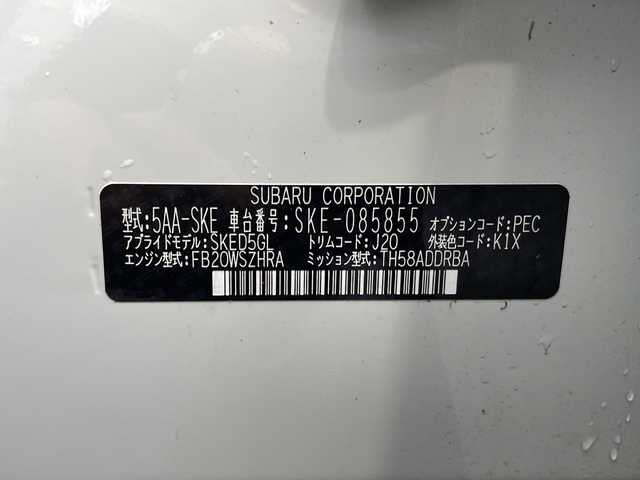 SUBARU CORPORATION
型式:5AA-SKE 車台番号:SKE-085855 オプションコード:PEC
アプライドモデル:SKED5GL トリムコード:J20 外装色コード:K1X
エンジン型式:FB20WSZHRA ミッション型式:TH58ADDRBA